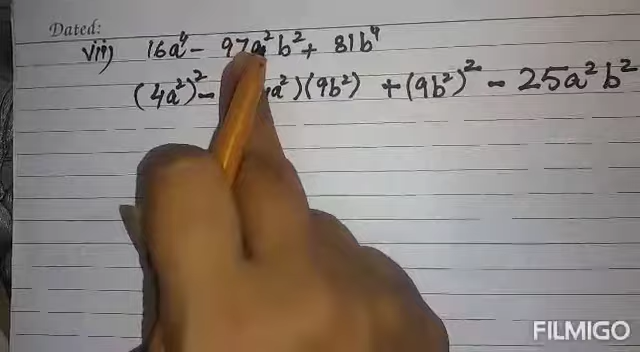 Dated:
viii) 16a⁴ - 97a²b² + 81b⁴
(4a²)² - a²)(9b²) + (9b²)² - 25a²b²
FILMIGO